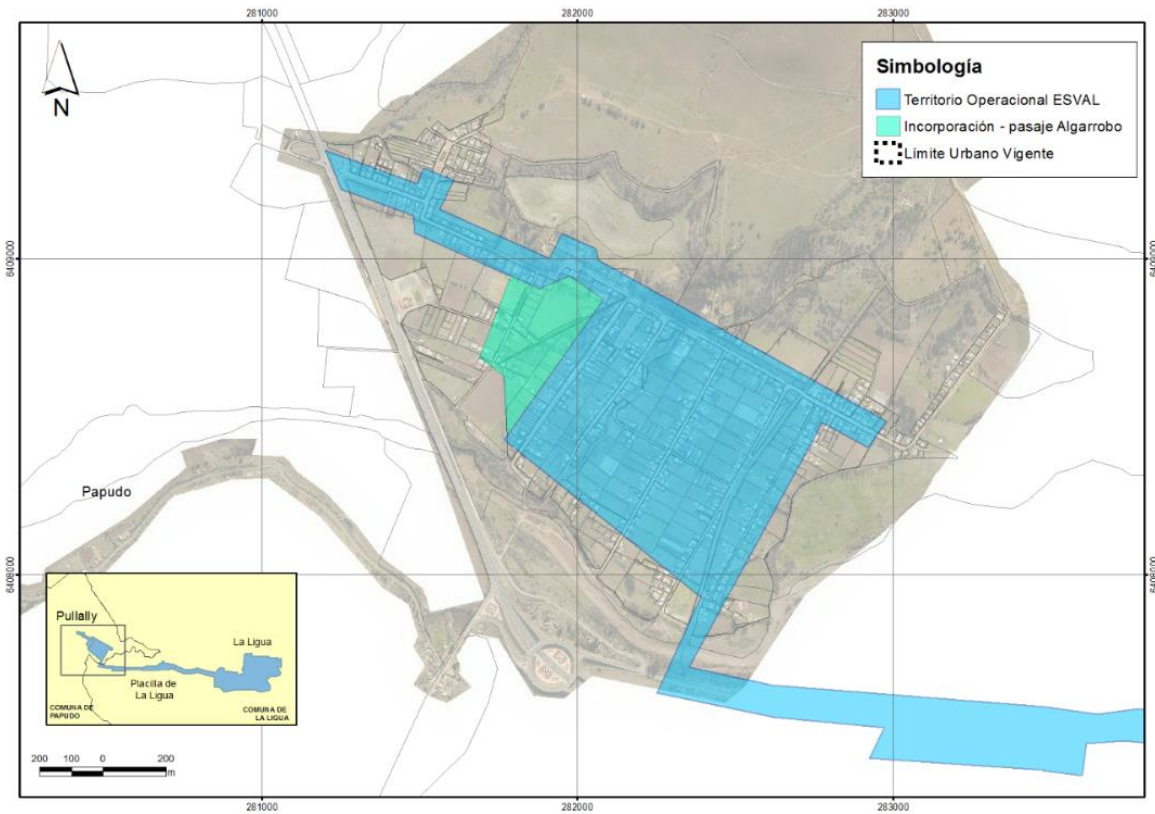 281000 282000 283000
N
Simbología
Territorio Operacional ESVAL
Incorporación - pasaje Algarrobo
Límite Urbano Vigente
6409000 6409000
Papudo
6408000 6408000
Pullally
La Ligua
Placilla de
La Ligua
COMUNA DE
PAPUDO
COMUNA DE
LA LIGUA
200 100 0 200
m
281000 282000 283000